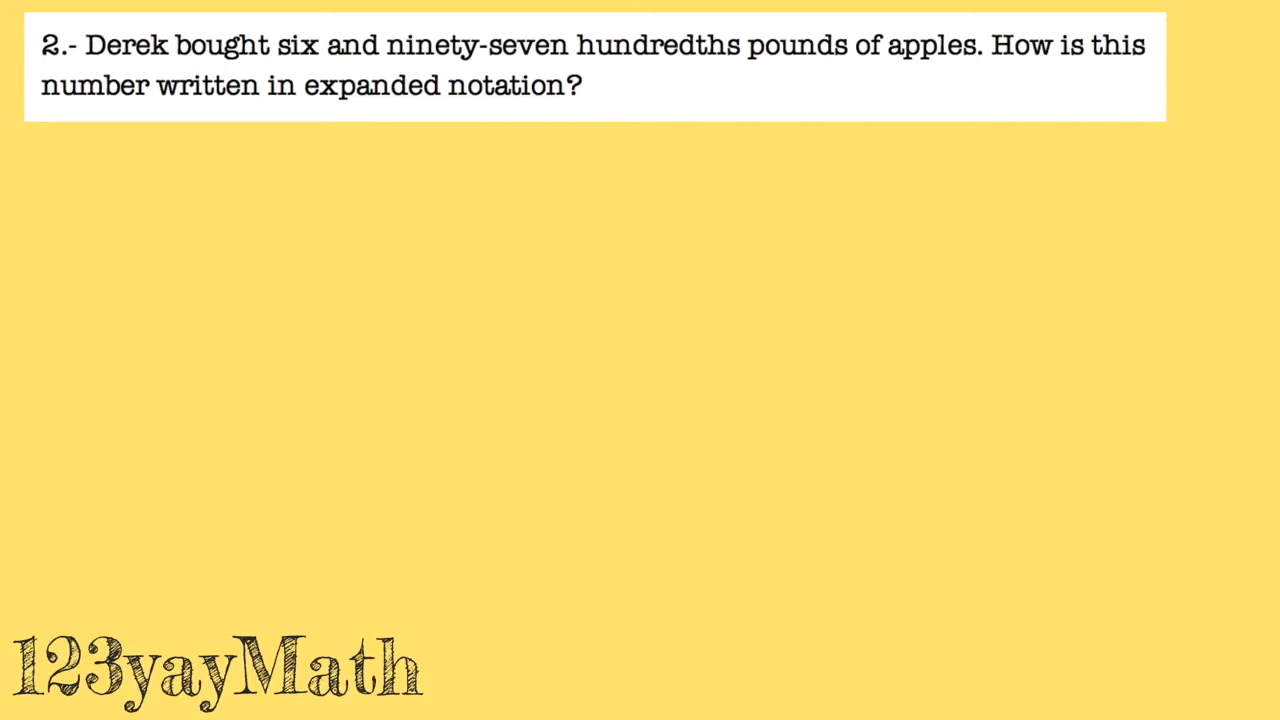 2.- Derek bought six and ninety-seven hundredths pounds of apples. How is this
number written in expanded notation?
123yayMath